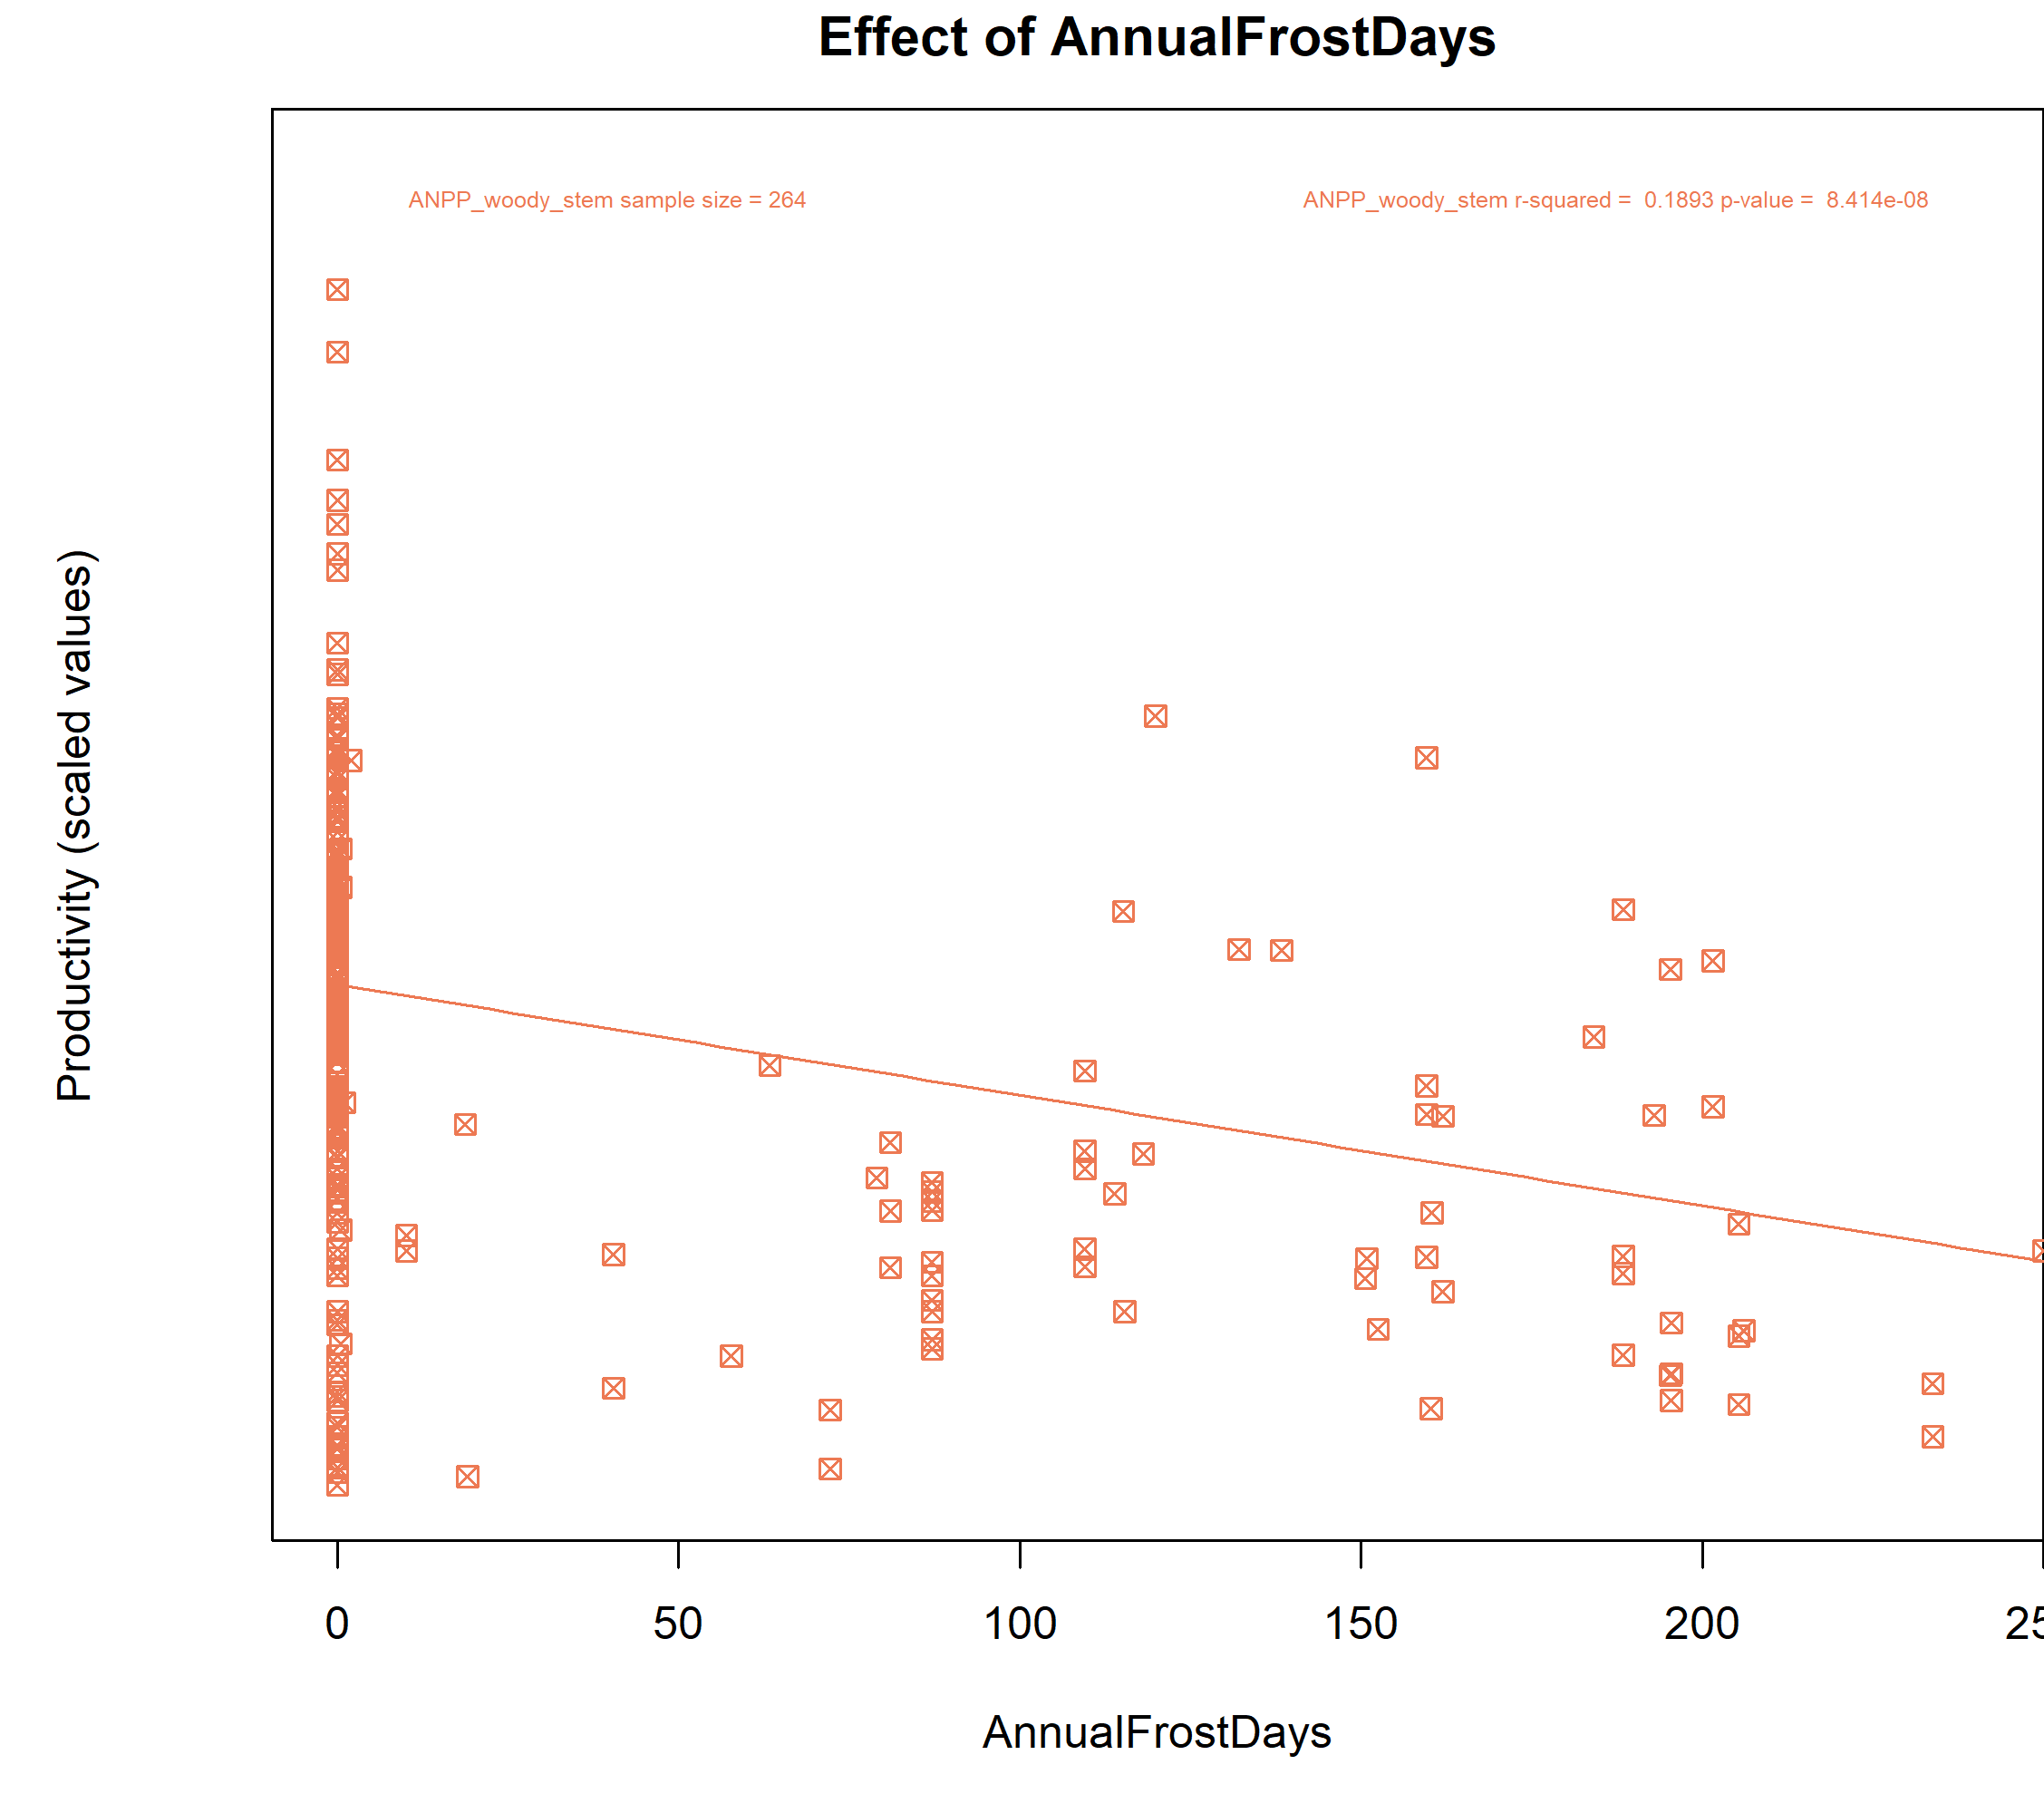 Effect of AnnualFrostDays
ANPP_woody_stem sample size = 264
ANPP_woody_stem r-squared =  0.1893 p-value =  8.414e-08
Productivity (scaled values)
0 50 100 150 200 25
AnnualFrostDays